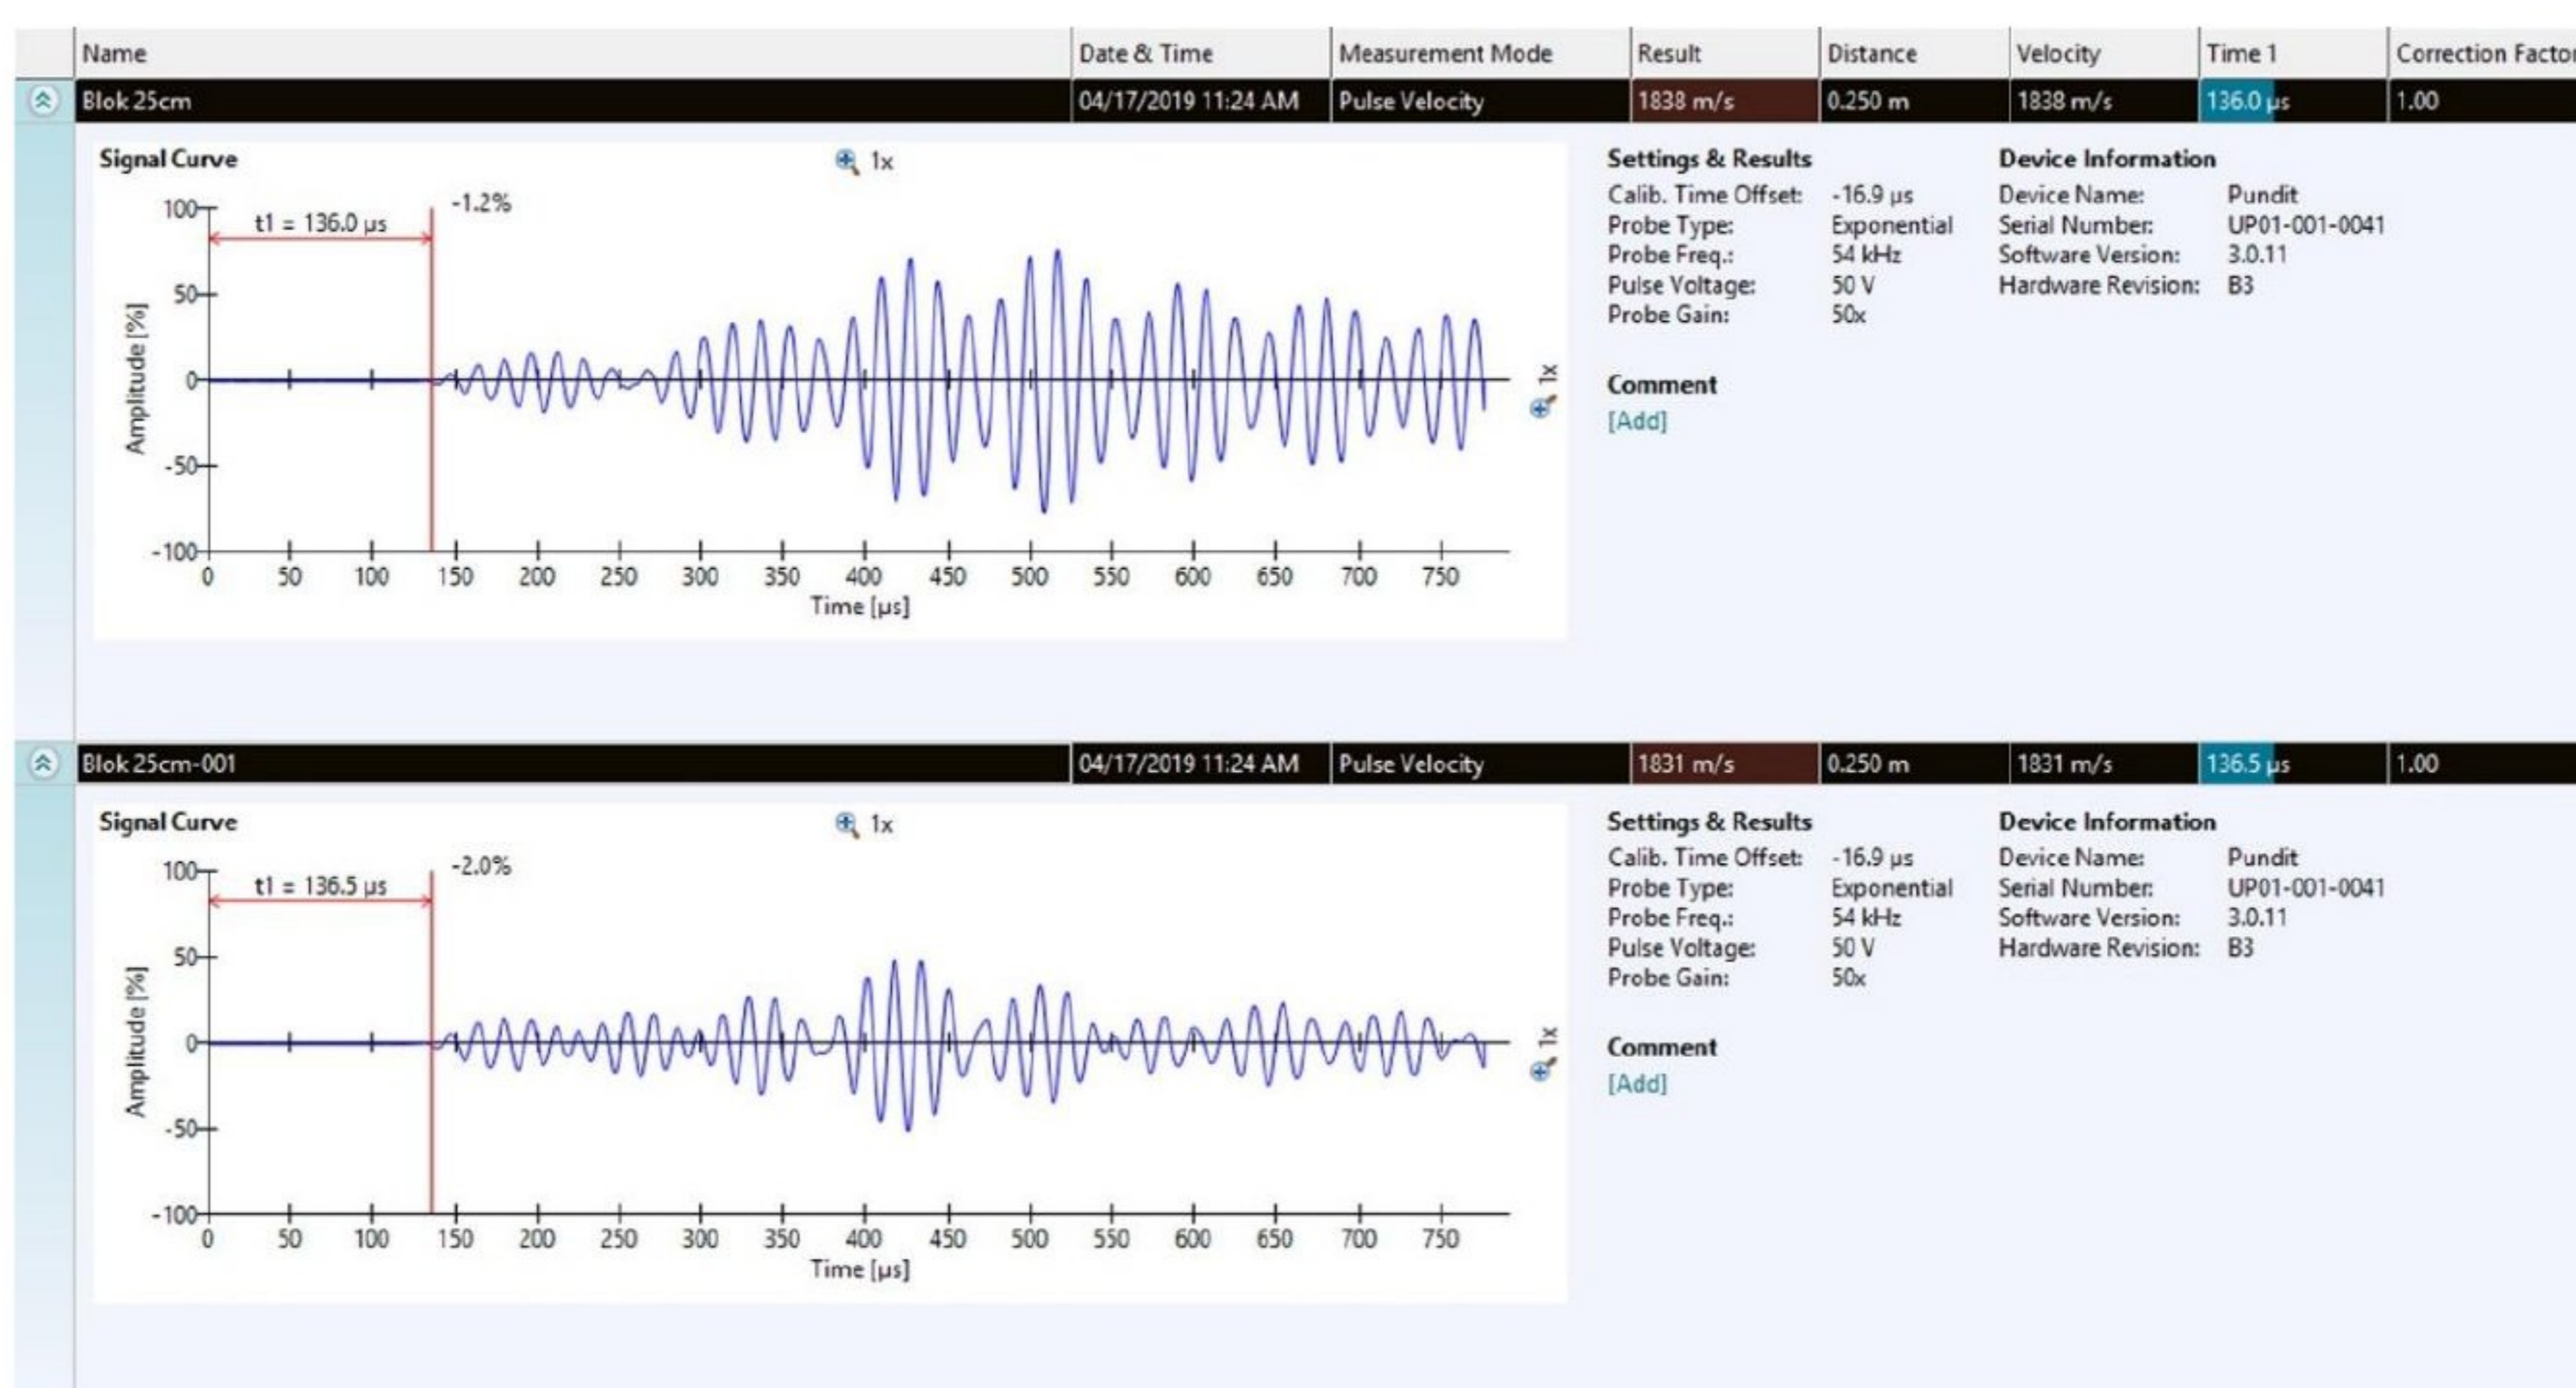 Name Date & Time Measurement Mode Result Distance Velocity Time 1 Correction Factor
Blok 25cm 04/17/2019 11:24 AM Pulse Velocity 1838 m/s 0.250 m 1838 m/s 136.0 µs 1.00
Signal Curve 1x
-1.2%
t1 = 136.0 µs
100
50
0
-50
-100
Amplitude [%]
1x
0 50 100 150 200 250 300 350 400 450 500 550 600 650 700 750
Time [µs]
Settings & Results
Calib. Time Offset: -16.9 µs
Probe Type: Exponential
Probe Freq.: 54 kHz
Pulse Voltage: 50 V
Probe Gain: 50x
Comment
[Add]
Device Information
Device Name: Pundit
Serial Number: UP01-001-0041
Software Version: 3.0.11
Hardware Revision: B3
Blok 25cm-001 04/17/2019 11:24 AM Pulse Velocity 1831 m/s 0.250 m 1831 m/s 136.5 µs 1.00
Signal Curve 1x
-2.0%
t1 = 136.5 µs
100
50
0
-50
-100
Amplitude [%]
1x
0 50 100 150 200 250 300 350 400 450 500 550 600 650 700 750
Time [µs]
Settings & Results
Calib. Time Offset: -16.9 µs
Probe Type: Exponential
Probe Freq.: 54 kHz
Pulse Voltage: 50 V
Probe Gain: 50x
Comment
[Add]
Device Information
Device Name: Pundit
Serial Number: UP01-001-0041
Software Version: 3.0.11
Hardware Revision: B3